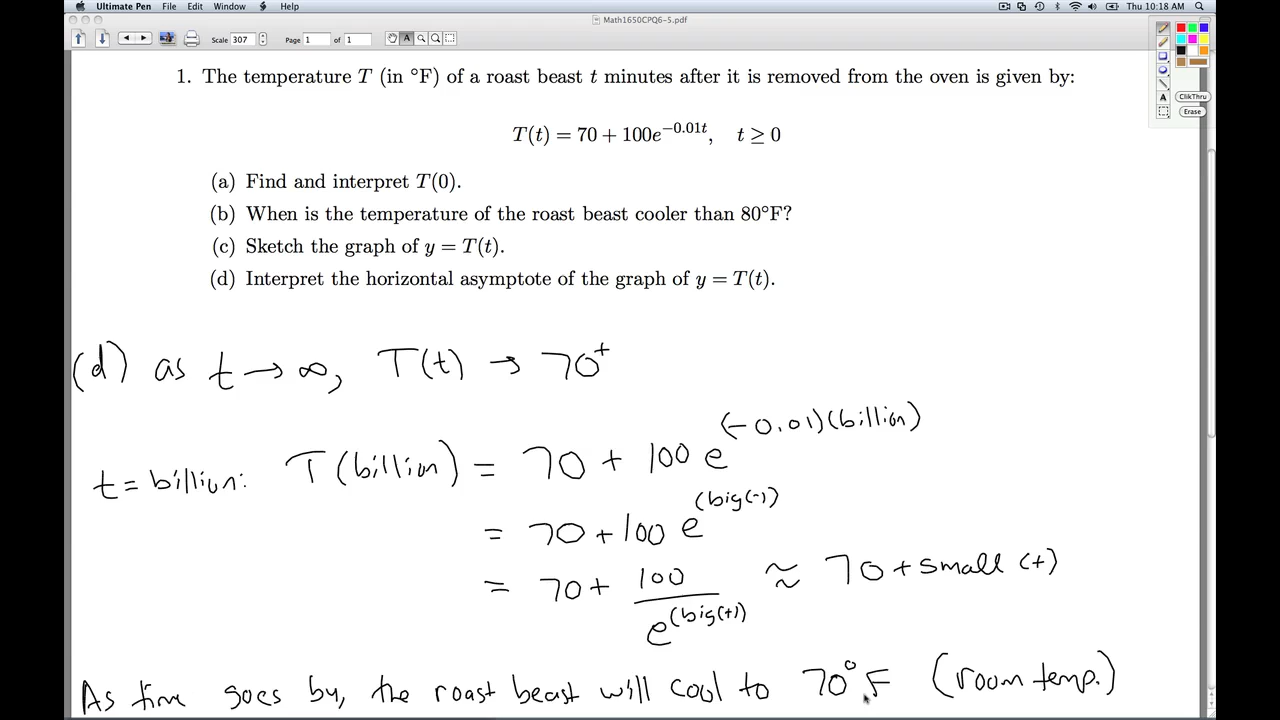 Ultimate Pen File Edit Window Help Thu 10:18 AM
Math1650CPQ6-5.pdf
Scale 307 Page 1 of 1
1. The temperature T (in °F) of a roast beast t minutes after it is removed from the oven is given by:
T(t) = 70 + 100e^{−0.01t}, t ≥ 0
(a) Find and interpret T(0).
(b) When is the temperature of the roast beast cooler than 80°F?
(c) Sketch the graph of y = T(t).
(d) Interpret the horizontal asymptote of the graph of y = T(t).
(d) as t → ∞, T(t) → 70⁺
t = billion: T(billion) = 70 + 100 e^{(−0.01)(billion)}
= 70 + 100 e^{(big(−))}
= 70 + 100 / e^{(big(+))} ≈ 70 + small (+)
As time goes by, the roast beast will cool to 70°F (room temp.)
A
A
ClikThru
Erase